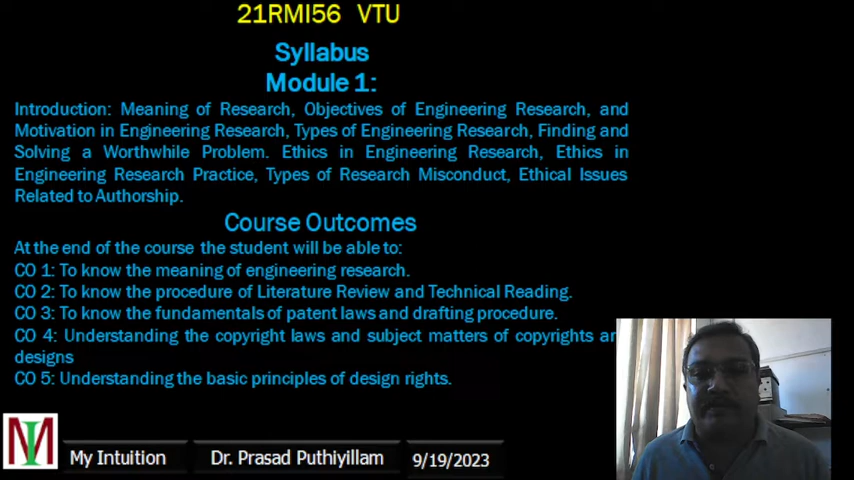 21RMI56 VTU
Syllabus
Module 1:
Introduction: Meaning of Research, Objectives of Engineering Research, and
Motivation in Engineering Research, Types of Engineering Research, Finding and
Solving a Worthwhile Problem. Ethics in Engineering Research, Ethics in
Engineering Research Practice, Types of Research Misconduct, Ethical Issues
Related to Authorship.
Course Outcomes
At the end of the course the student will be able to:
CO 1: To know the meaning of engineering research.
CO 2: To know the procedure of Literature Review and Technical Reading.
CO 3: To know the fundamentals of patent laws and drafting procedure.
CO 4: Understanding the copyright laws and subject matters of copyrights an
designs
CO 5: Understanding the basic principles of design rights.
MI
My Intuition
Dr. Prasad Puthiyillam
9/19/2023